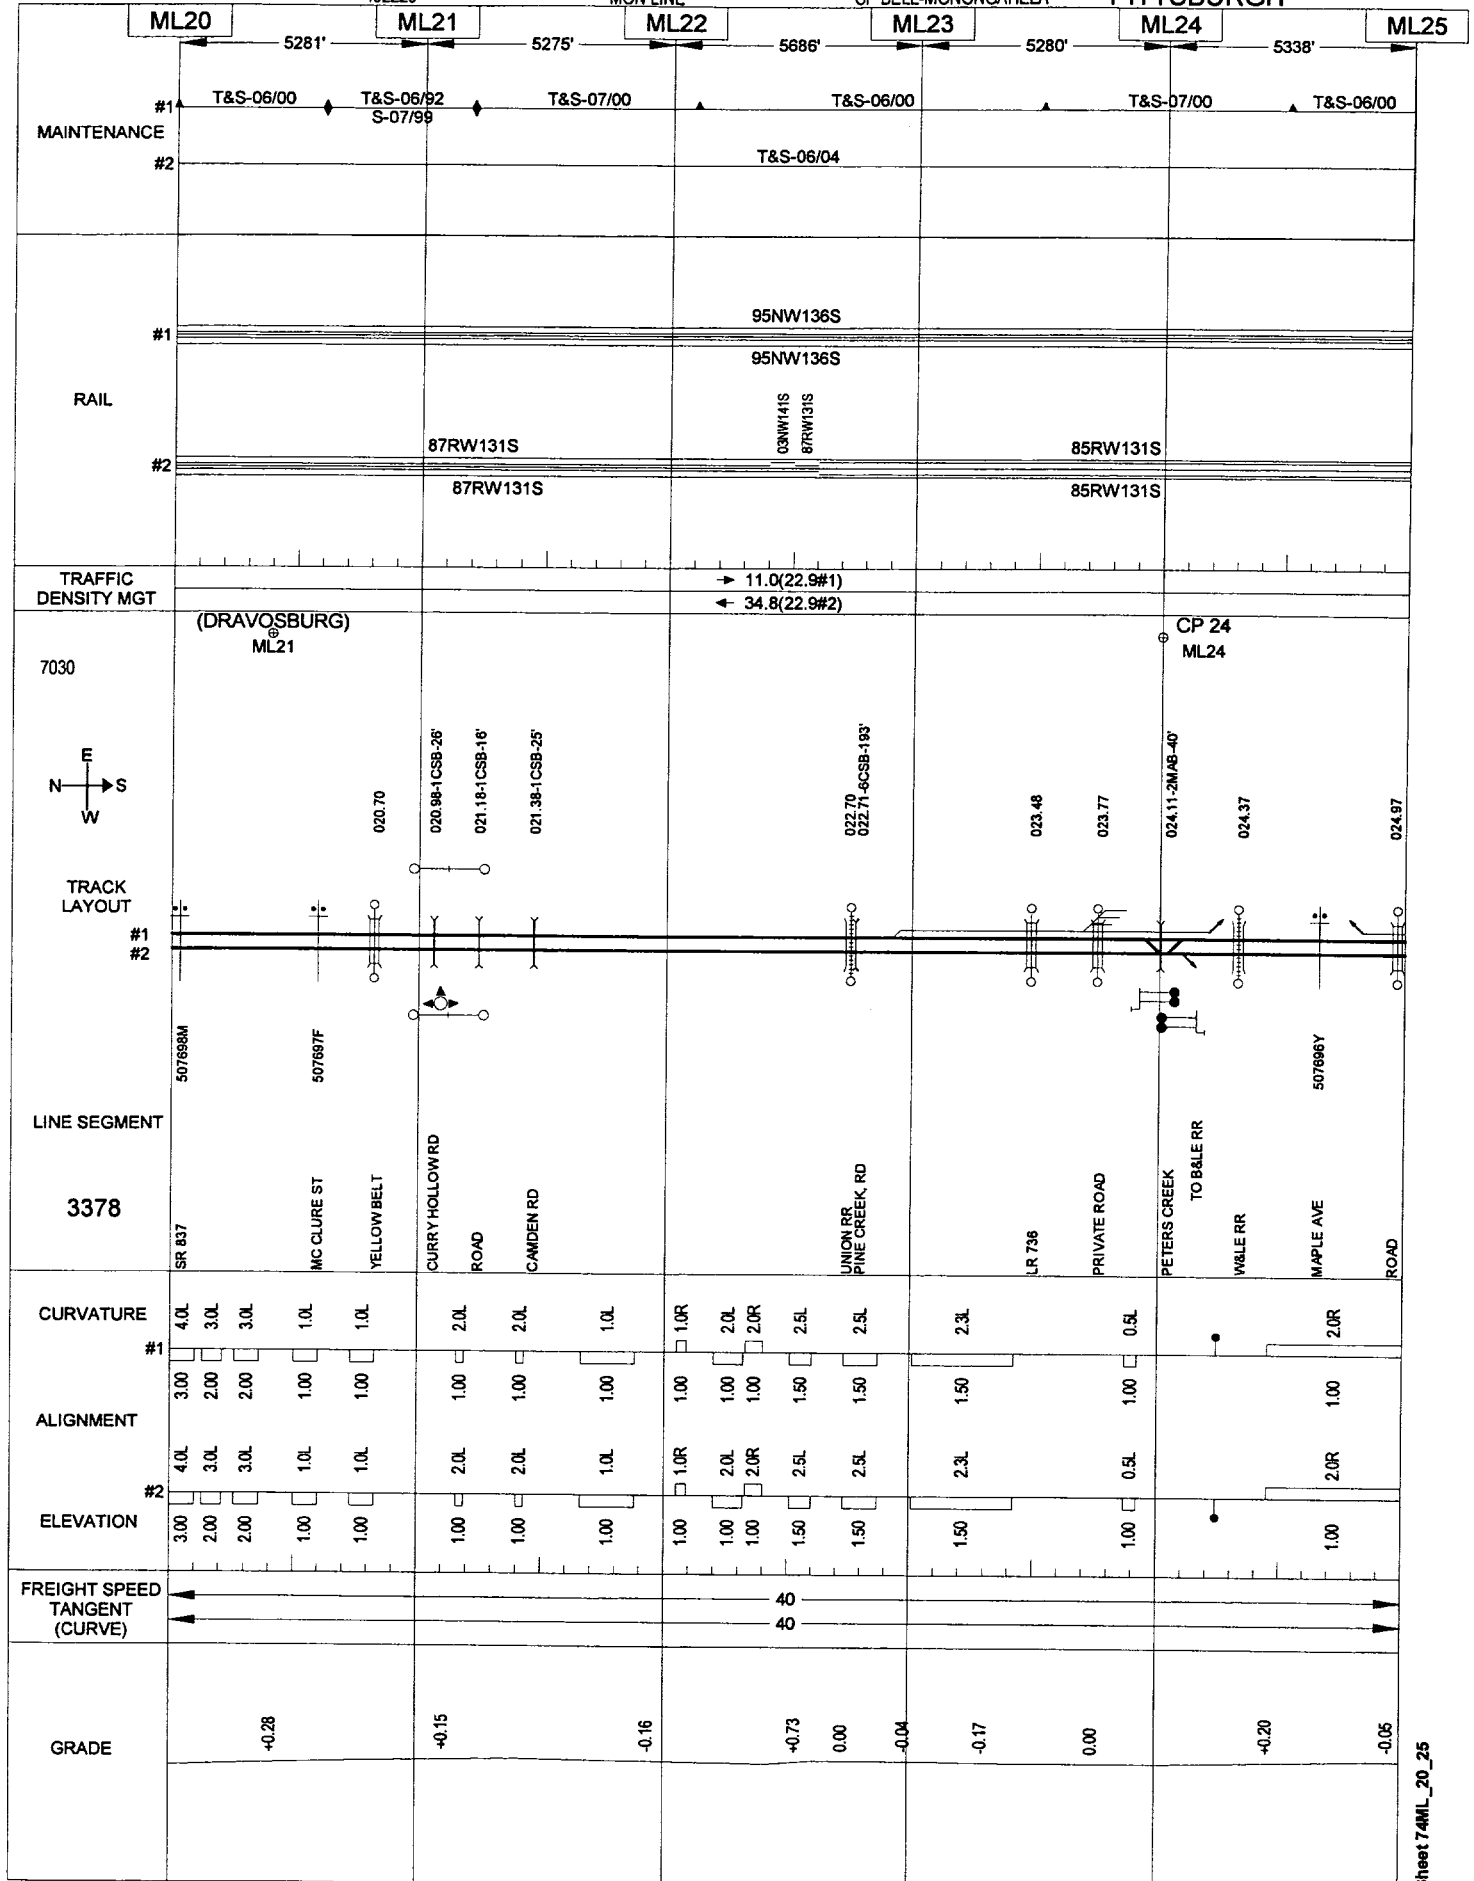 MON LINE
PITTSBURGH
ML20 ML21 ML22 ML23 ML24 ML25
5281' 5275' 5686' 5280' 5338'
#1 T&S-06/00 T&S-06/92 T&S-07/00 T&S-06/00 T&S-07/00 T&S-06/00
S-07/99
MAINTENANCE
#2 T&S-06/04
95NW136S
#1
95NW136S
RAIL
03NW141S
87RW131S
87RW131S 85RW131S
#2
87RW131S 85RW131S
TRAFFIC
DENSITY MGT
11.0(22.9#1)
34.8(22.9#2)
(DRAVOSBURG)
ML21
CP 24
ML24
7030
E
N S
W
020.70
020.98-1CSB-26'
021.18-1CSB-16'
021.38-1CSB-25'
022.70
022.71-6CSB-193'
023.48
023.77
024.11-2MAB-40'
024.37
024.97
TRACK
LAYOUT
#1
#2
507698M
507697F
507696Y
LINE SEGMENT
3378
SR 837
MC CLURE ST
YELLOW BELT
CURRY HOLLOW RD
ROAD
CAMDEN RD
UNION RR
PINE CREEK, RD
LR 736
PRIVATE ROAD
PETERS CREEK
TO B&LE RR
W&LE RR
MAPLE AVE
ROAD
CURVATURE
4.0L 3.0L 3.0L 1.0L 1.0L 2.0L 2.0L 1.0L 1.0R 2.0L 2.0R 2.5L 2.5L 2.3L 0.5L 2.0R
#1
3.00 2.00 2.00 1.00 1.00 1.00 1.00 1.00 1.00 1.00 1.00 1.50 1.50 1.50 1.00 1.00
ALIGNMENT
4.0L 3.0L 3.0L 1.0L 1.0L 2.0L 2.0L 1.0L 1.0R 2.0L 2.0R 2.5L 2.5L 2.3L 0.5L 2.0R
#2
3.00 2.00 2.00 1.00 1.00 1.00 1.00 1.00 1.00 1.00 1.00 1.50 1.50 1.50 1.00 1.00
ELEVATION
FREIGHT SPEED
TANGENT
(CURVE)
40
40
GRADE
+0.28 +0.15 -0.16 +0.73 0.00 -0.04 -0.17 0.00 +0.20 -0.05
74ML_20_25